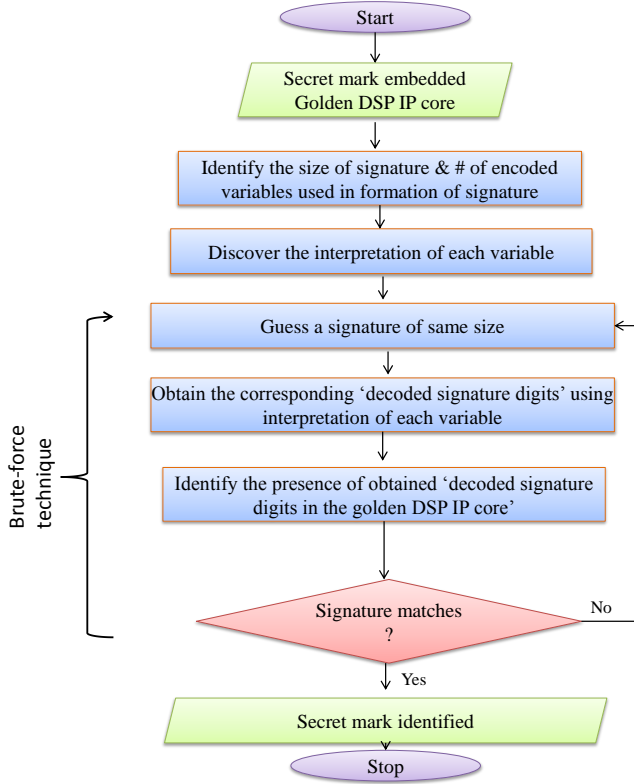 Start
Secret mark embedded
Golden DSP IP core
Identify the size of signature & # of encoded
variables used in formation of signature
Discover the interpretation of each variable
Guess a signature of same size
Obtain the corresponding ‘decoded signature digits’ using
interpretation of each variable
Identify the presence of obtained ‘decoded signature
digits in the golden DSP IP core’
Brute-force
technique
Signature matches
?
No
Yes
Secret mark identified
Stop